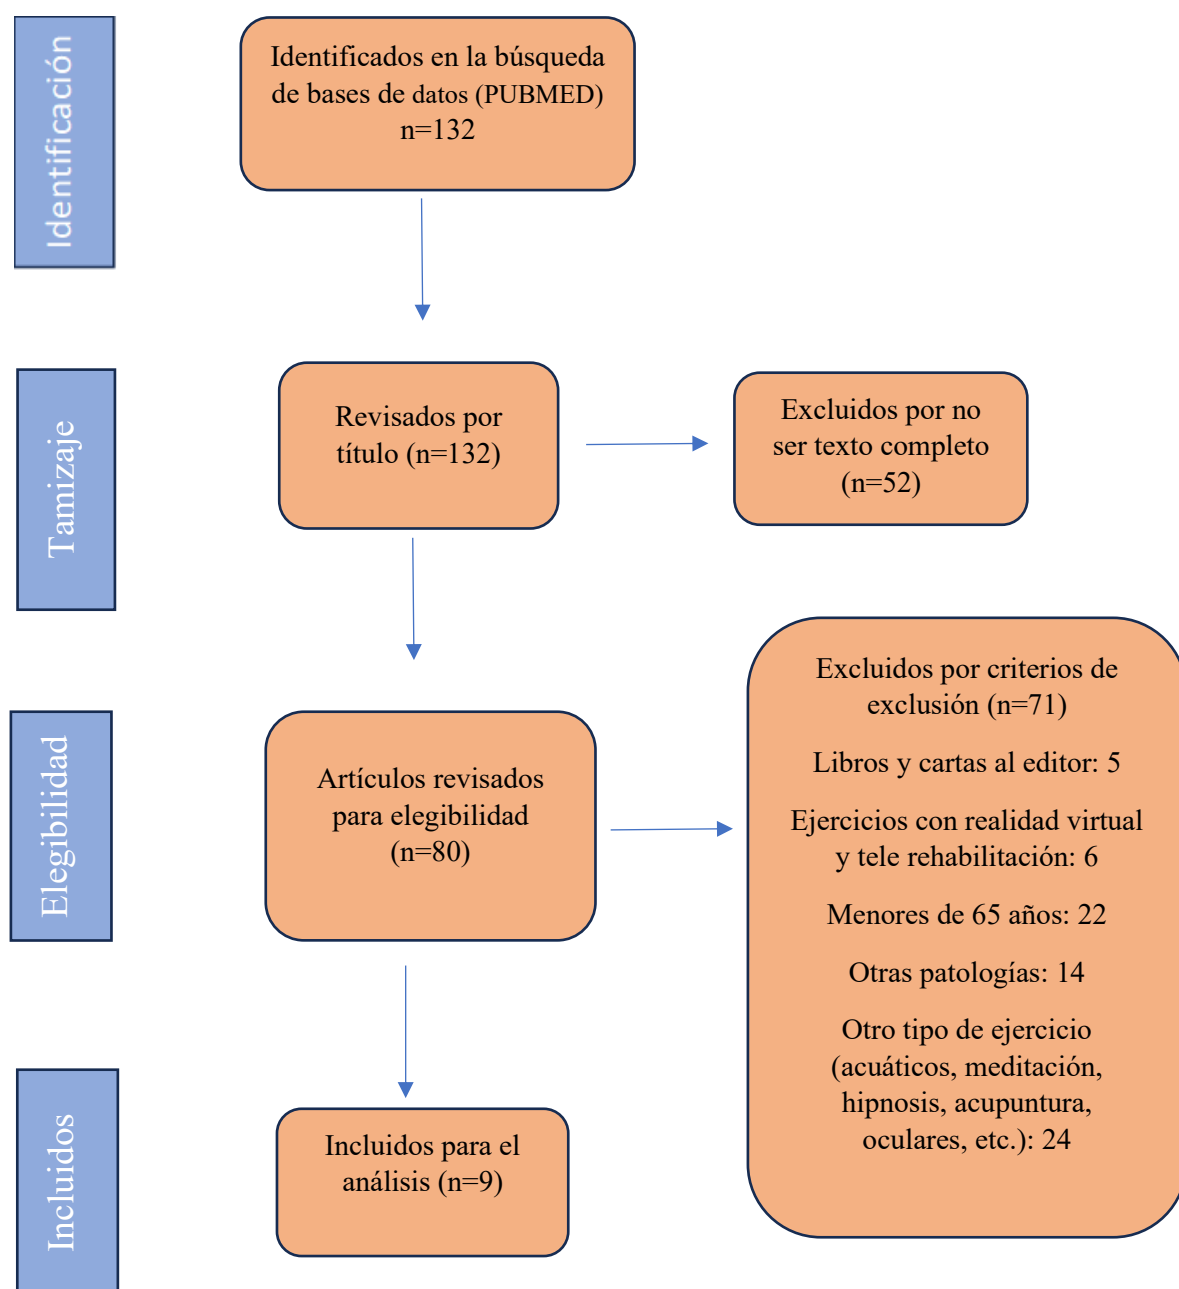 Identificación
Identificados en la búsqueda
de bases de datos (PUBMED)
n=132
Tamizaje
Revisados por
título (n=132)
Excluidos por no
ser texto completo
(n=52)
Elegibilidad
Artículos revisados
para elegibilidad
(n=80)
Excluidos por criterios de
exclusión (n=71)
Libros y cartas al editor: 5
Ejercicios con realidad virtual
y tele rehabilitación: 6
Menores de 65 años: 22
Otras patologías: 14
Otro tipo de ejercicio
(acuáticos, meditación,
hipnosis, acupuntura,
oculares, etc.): 24
Incluidos
Incluidos para el
análisis (n=9)